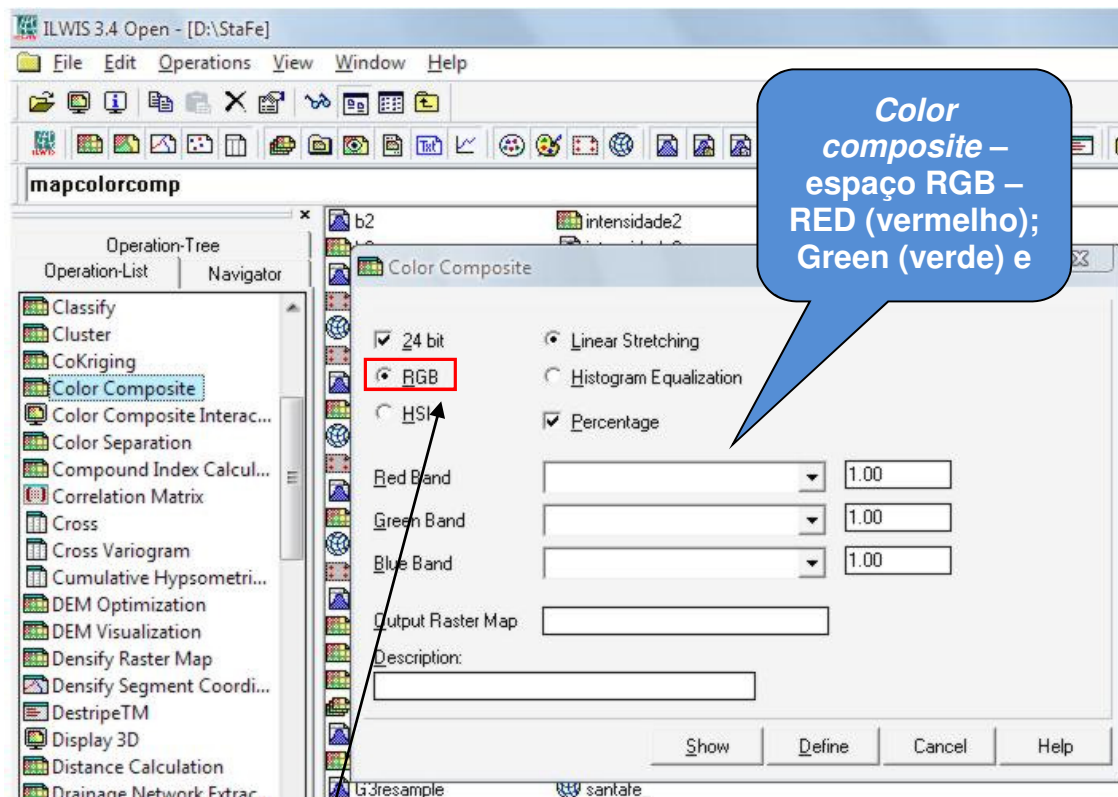 ILWIS 3.4 Open - [D:\StaFe]
File Edit Operations View Window Help
Txt
mapcolorcomp
Color
composite –
espaço RGB –
RED (vermelho);
Green (verde) e
Operation-Tree
Operation-List Navigator
Classify
Cluster
CoKriging
Color Composite
Color Composite Interac...
Color Separation
Compound Index Calcul...
Correlation Matrix
Cross
Cross Variogram
Cumulative Hypsometri...
DEM Optimization
DEM Visualization
Densify Raster Map
Densify Segment Coordi...
DestripeTM
Display 3D
Distance Calculation
Drainage Network Extrac...
b2 intensidade2
Color Composite
24 bit Linear Stretching
RGB Histogram Equalization
HSI Percentage
Red Band 1.00
Green Band 1.00
Blue Band 1.00
Output Raster Map
Description:
Show Define Cancel Help
G3resample santafe